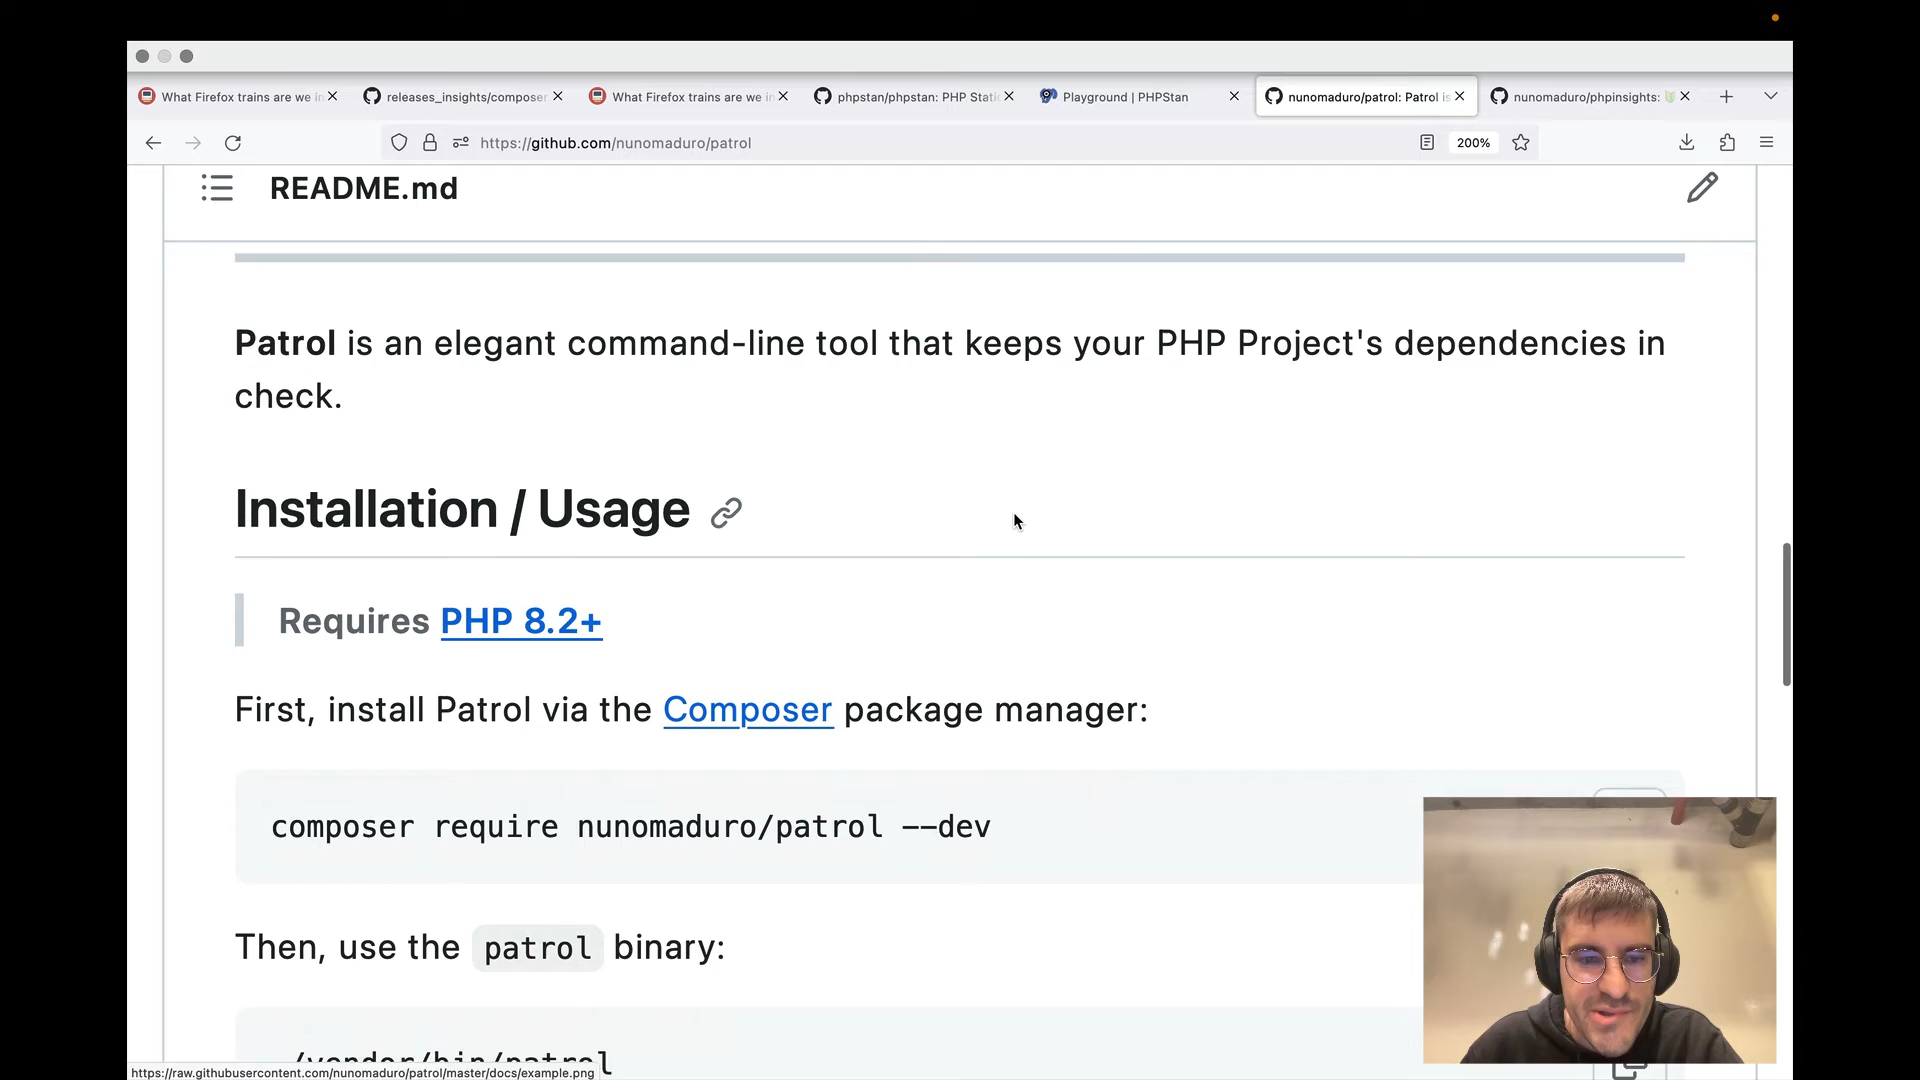 What Firefox trains are we in
releases_insights/composer
What Firefox trains are we in
phpstan/phpstan: PHP Stati
Playground | PHPStan
nunomaduro/patrol: Patrol is
nunomaduro/phpinsights:
https://github.com/nunomaduro/patrol
200%
README.md
Patrol is an elegant command-line tool that keeps your PHP Project's dependencies in
check.
Installation / Usage
Requires PHP 8.2+
First, install Patrol via the Composer package manager:
composer require nunomaduro/patrol --dev
Then, use the patrol binary:
./vendor/bin/patrol
https://raw.githubusercontent.com/nunomaduro/patrol/master/docs/example.png